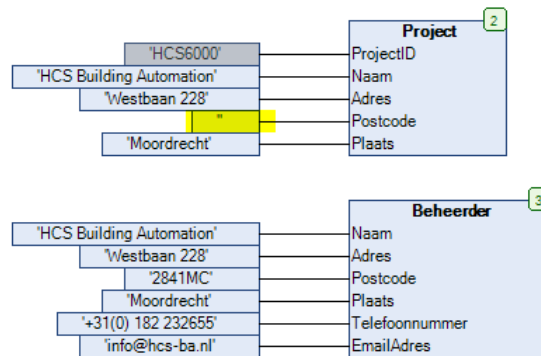 Project 2
'HCS6000' ProjectID
'HCS Building Automation' Naam
'Westbaan 228' Adres
'' Postcode
'Moordrecht' Plaats
Beheerder 3
'HCS Building Automation' Naam
'Westbaan 228' Adres
'2841MC' Postcode
'Moordrecht' Plaats
'+31(0) 182 232655' Telefoonnummer
'info@hcs-ba.nl' EmailAdres